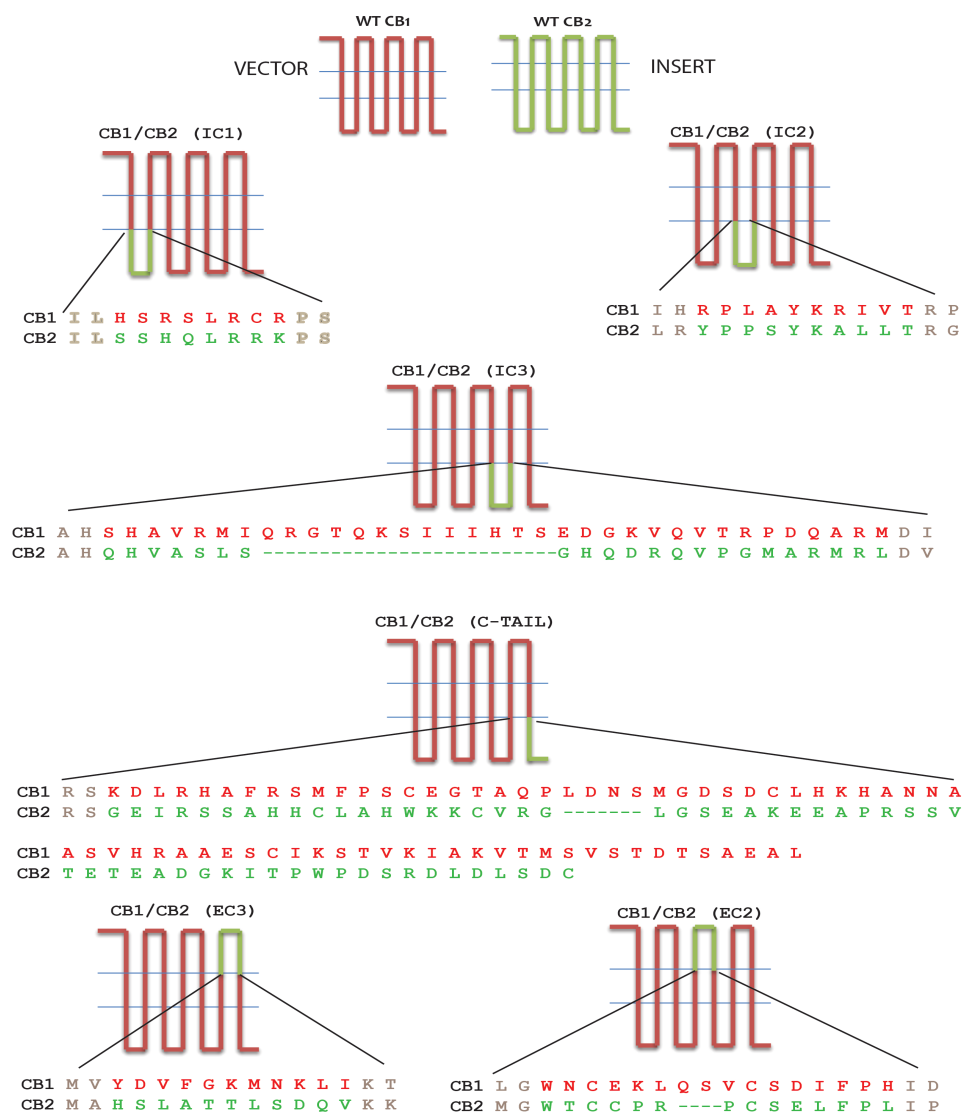 WT CB1
WT CB2
VECTOR
INSERT
CB1/CB2 (IC1)
CB1/CB2 (IC2)
CB1 I L H S R S L R C R P S
CB2 I L S S H Q L R R K P S
CB1 I H R P L A Y K R I V T R P
CB2 L R Y P P S Y K A L L T R G
CB1/CB2 (IC3)
CB1 A H S H A V R M I Q R G T Q K S I I I H T S E D G K V Q V T R P D Q A R M D I
CB2 A H Q H V A S L S --------------------G H Q D R Q V P G M A R M R L D V
CB1/CB2 (C-TAIL)
CB1 R S K D L R H A F R S M F P S C E G T A Q P L D N S M G D S D C L H K H A N N A
CB2 R S G E I R S S A H H C L A H W K K C V R G ------- L G S E A K E E A P R S S V
CB1 A S V H R A A E S C I K S T V K I A K V T M S V S T D T S A E A L
CB2 T E T E A D G K I T P W P D S R D L D L S D C
CB1/CB2 (EC3)
CB1/CB2 (EC2)
CB1 M V Y D V F G K M N K L I K T
CB2 M A H S L A T T L S D Q V K K
CB1 L G W N C E K L Q S V C S D I F P H I D
CB2 M G W T C C P R ---- P C S E L F P L I P